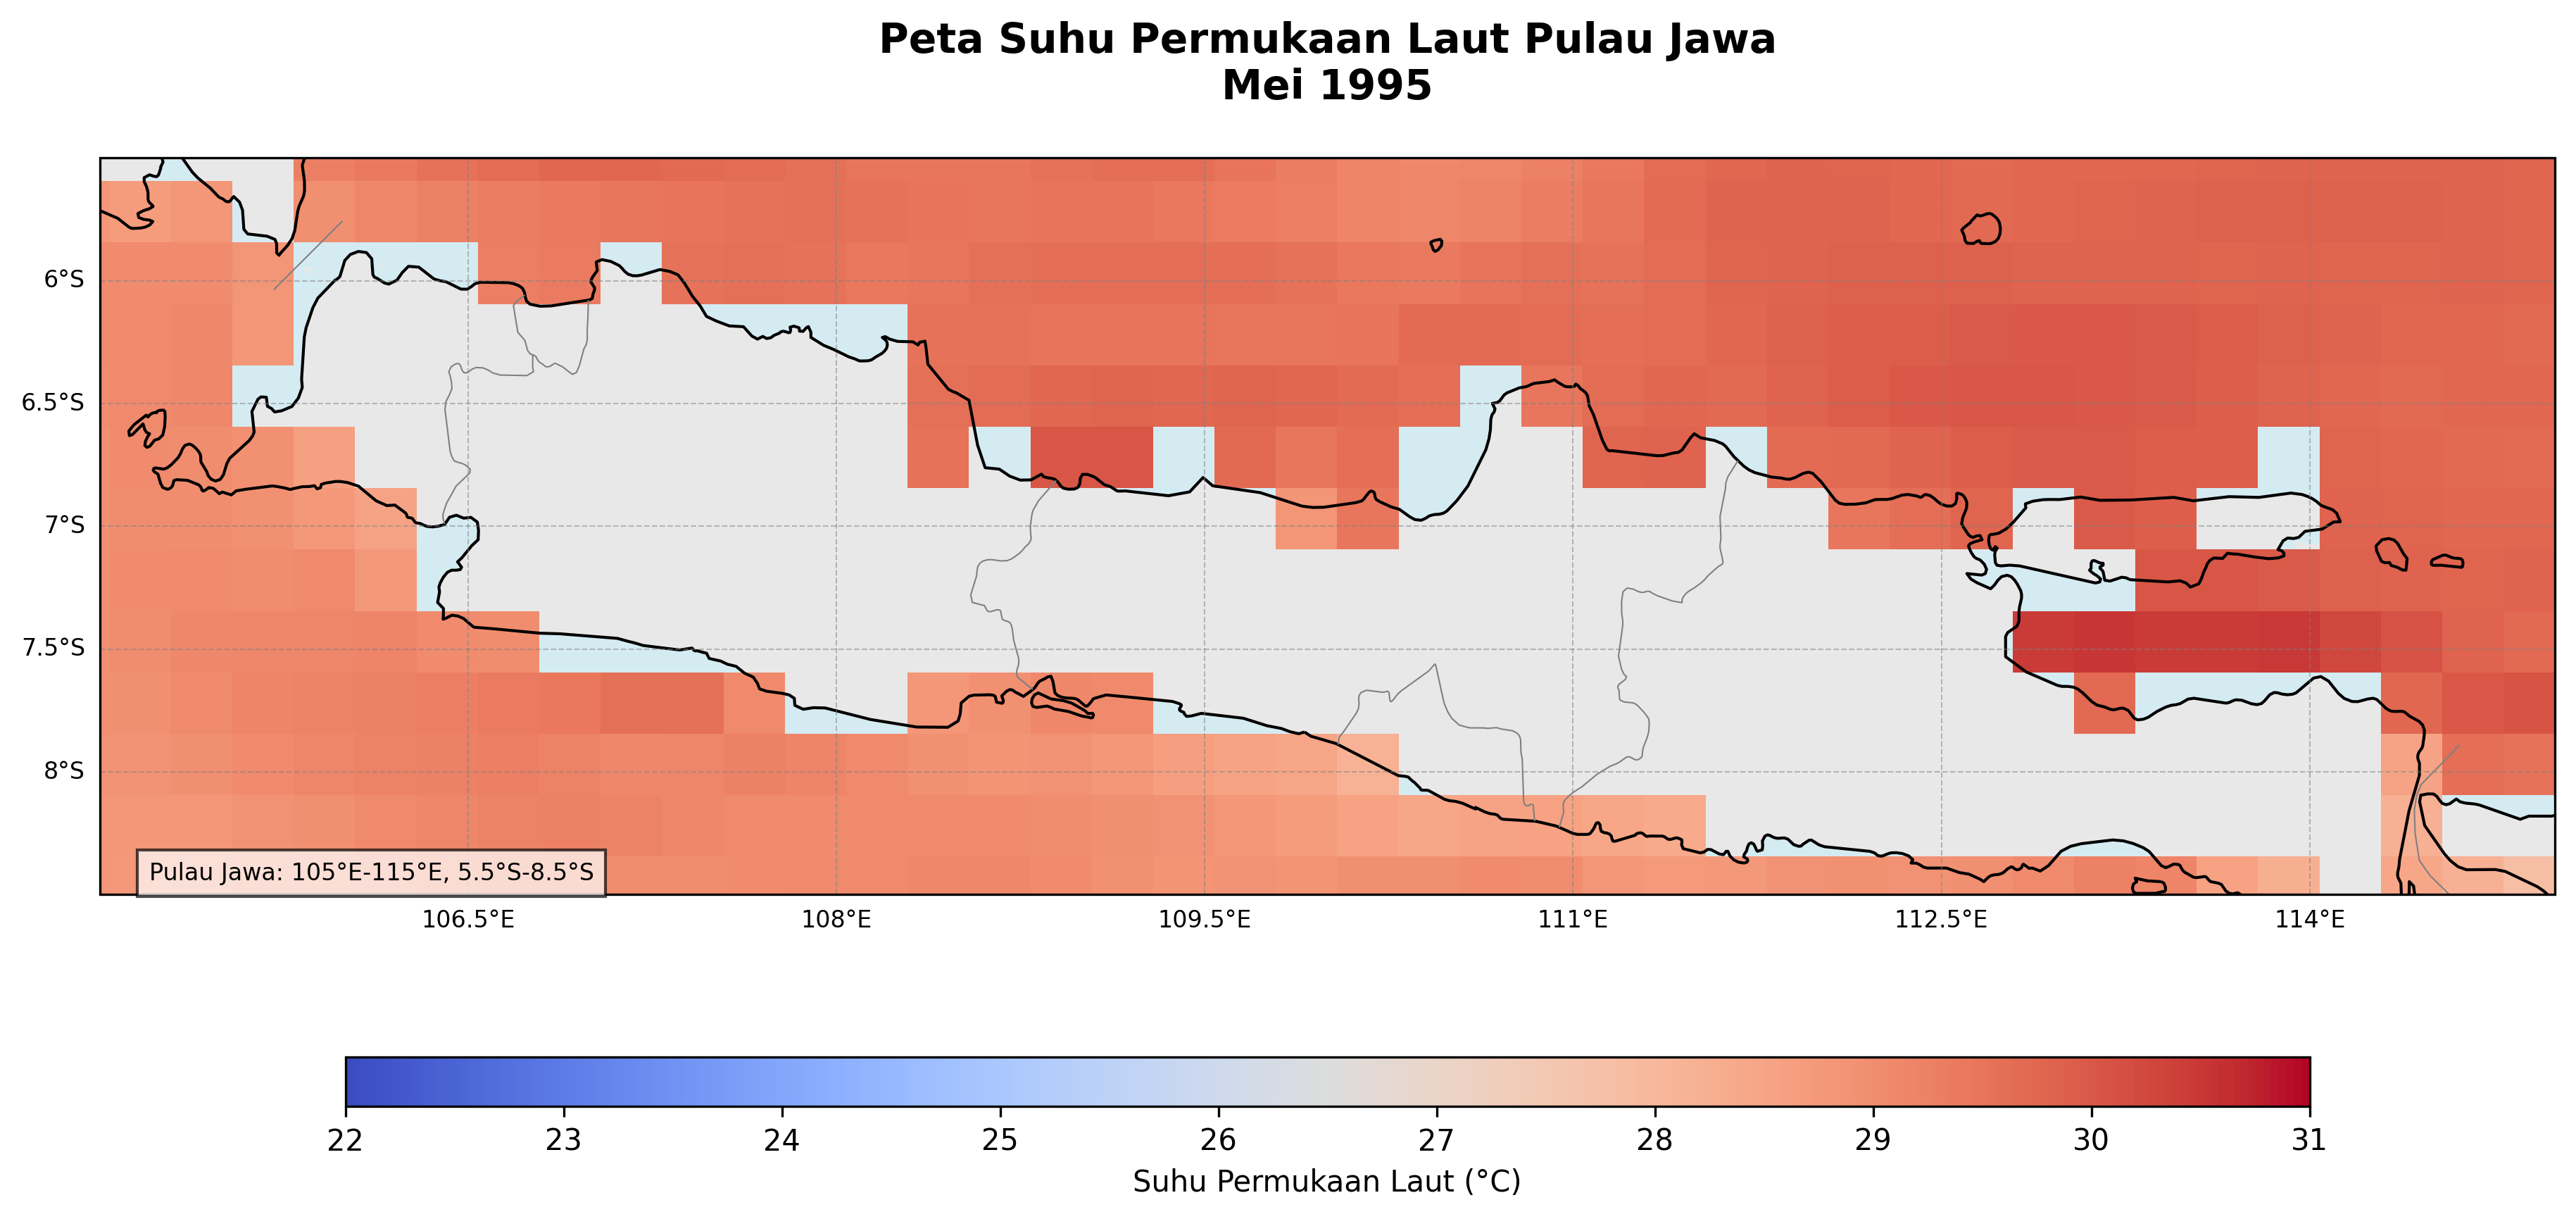 Peta Suhu Permukaan Laut Pulau Jawa
Mei 1995
6°S
6.5°S
7°S
7.5°S
8°S
Pulau Jawa: 105°E-115°E, 5.5°S-8.5°S
106.5°E 108°E 109.5°E 111°E 112.5°E 114°E
22 23 24 25 26 27 28 29 30 31
Suhu Permukaan Laut (°C)